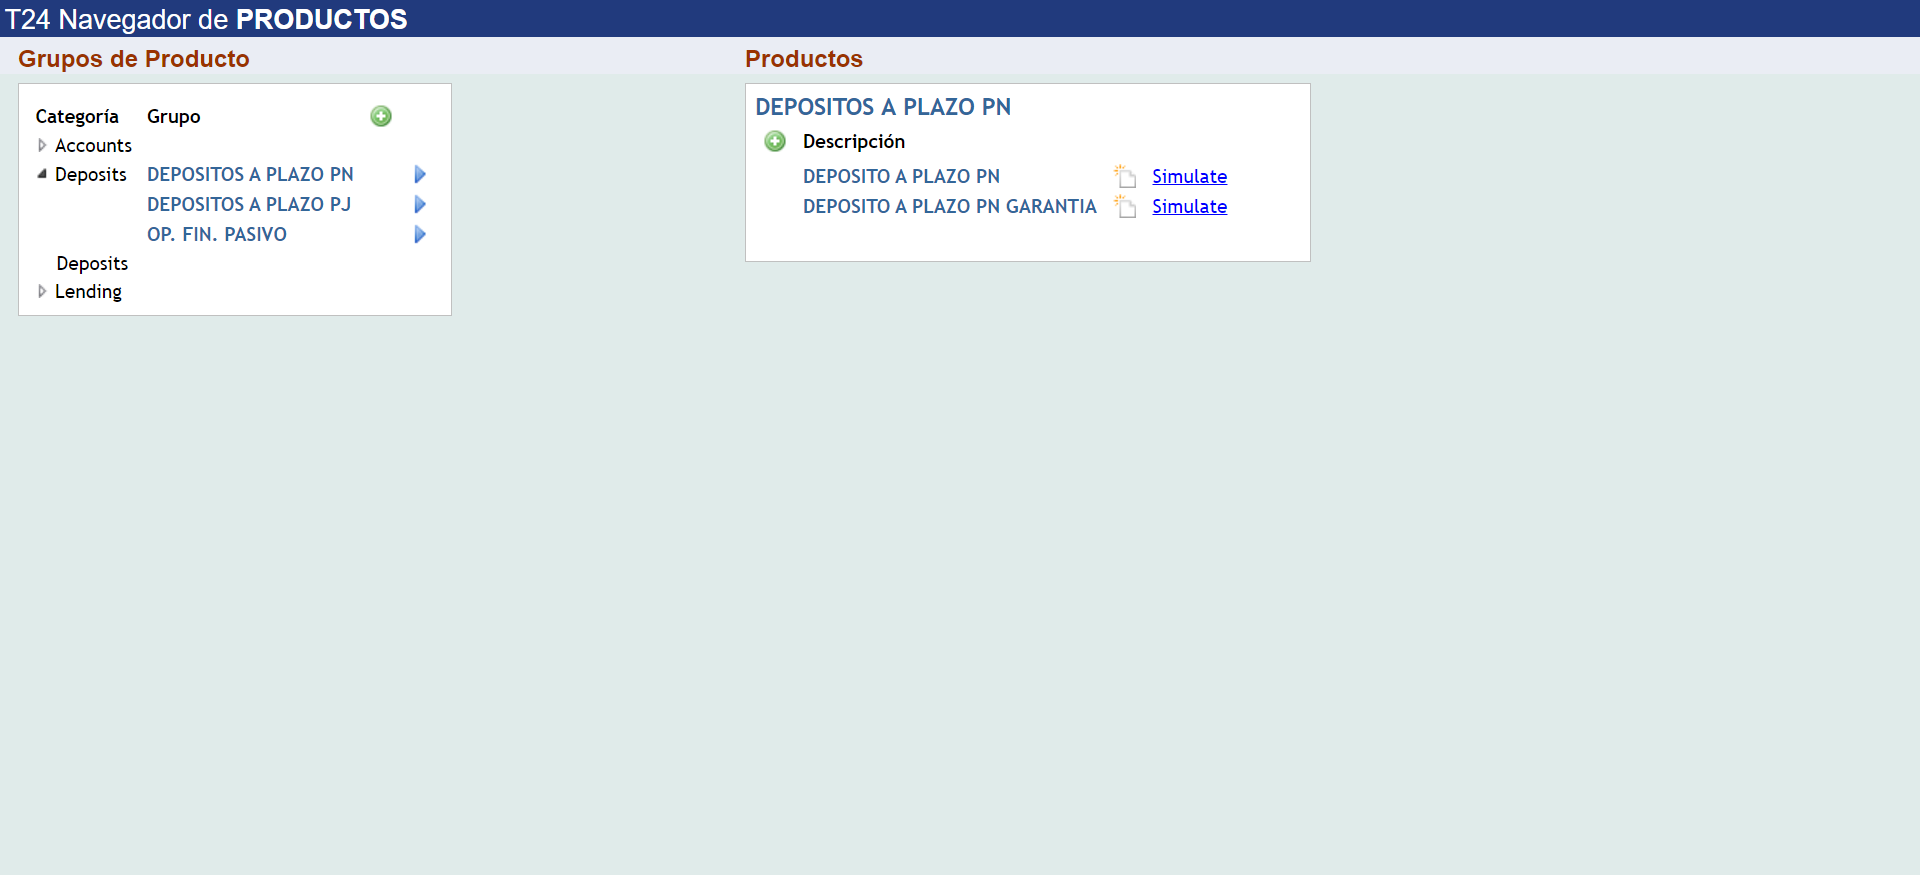 T24 Navegador de PRODUCTOS
Grupos de Producto
Categoría Grupo
Accounts
Deposits DEPOSITOS A PLAZO PN
DEPOSITOS A PLAZO PJ
OP. FIN. PASIVO
Deposits
Lending
Productos
DEPOSITOS A PLAZO PN
Descripción
DEPOSITO A PLAZO PN Simulate
DEPOSITO A PLAZO PN GARANTIA Simulate